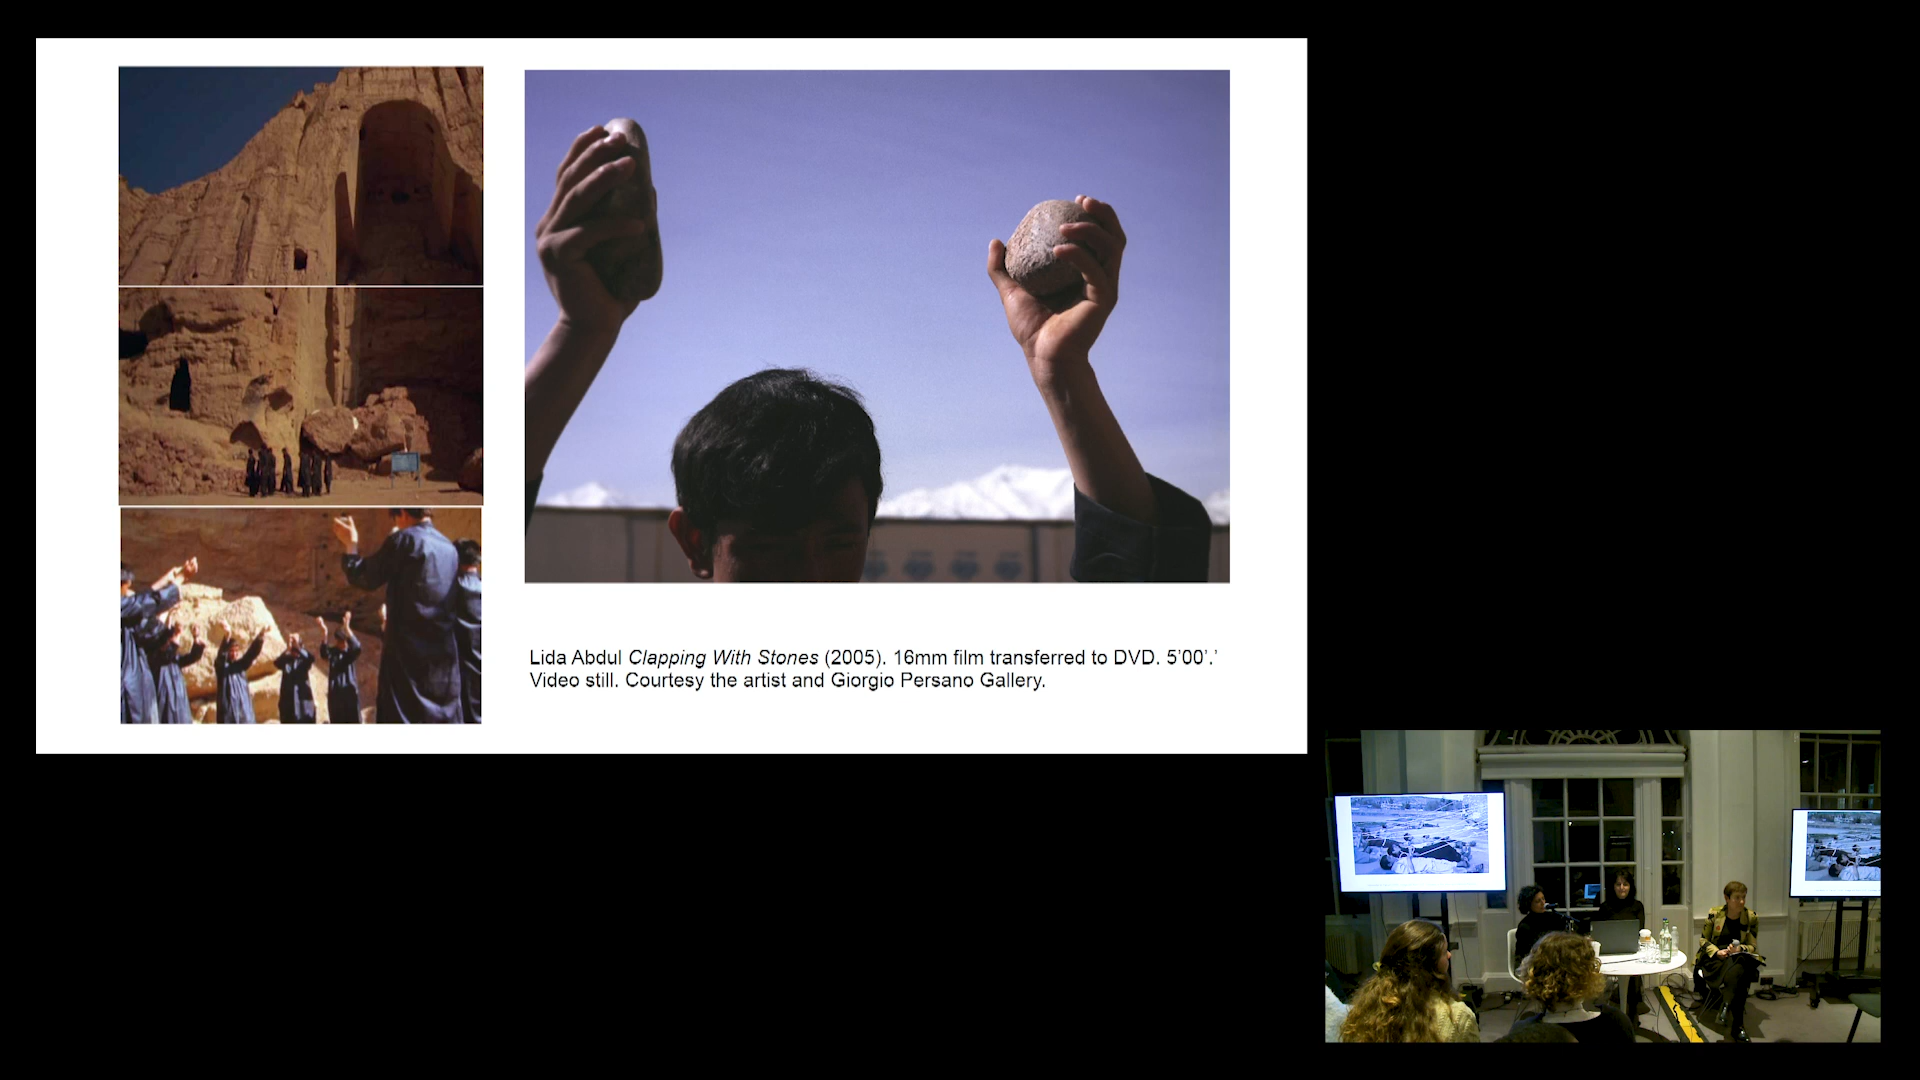 Lida Abdul Clapping With Stones (2005). 16mm film transferred to DVD. 5’00’.’
Video still. Courtesy the artist and Giorgio Persano Gallery.